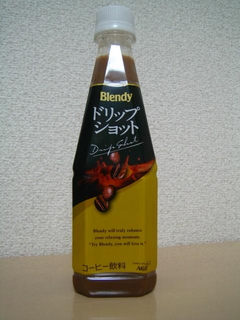 Blendy
ドリップ
ショット
Drip Shot
Blendy will truly enhance
your relaxing moments.
"Try Blendy, you will love it."
コーヒー飲料
AGF